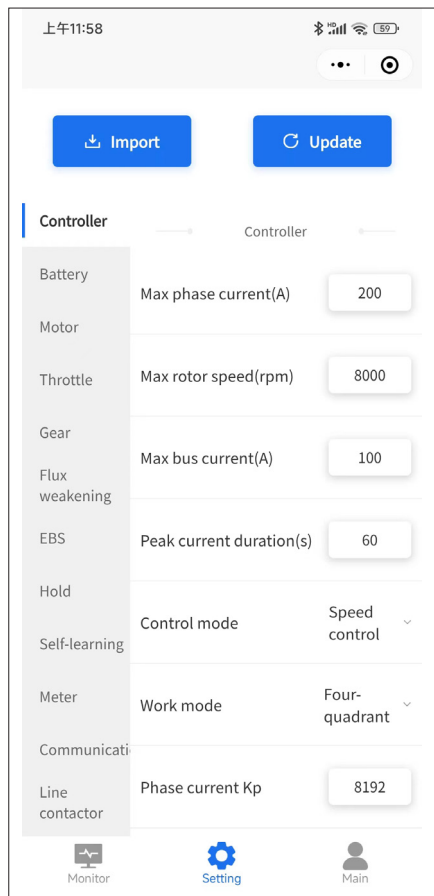 上午11:58
HD
59
Import
Update
Controller
Battery
Motor
Throttle
Gear
Flux
weakening
EBS
Hold
Self-learning
Meter
Communicati
Line
contactor
Controller
Max phase current(A)
200
Max rotor speed(rpm)
8000
Max bus current(A)
100
Peak current duration(s)
60
Control mode
Speed
control
Work mode
Four-
quadrant
Phase current Kp
8192
Monitor
Setting
Main